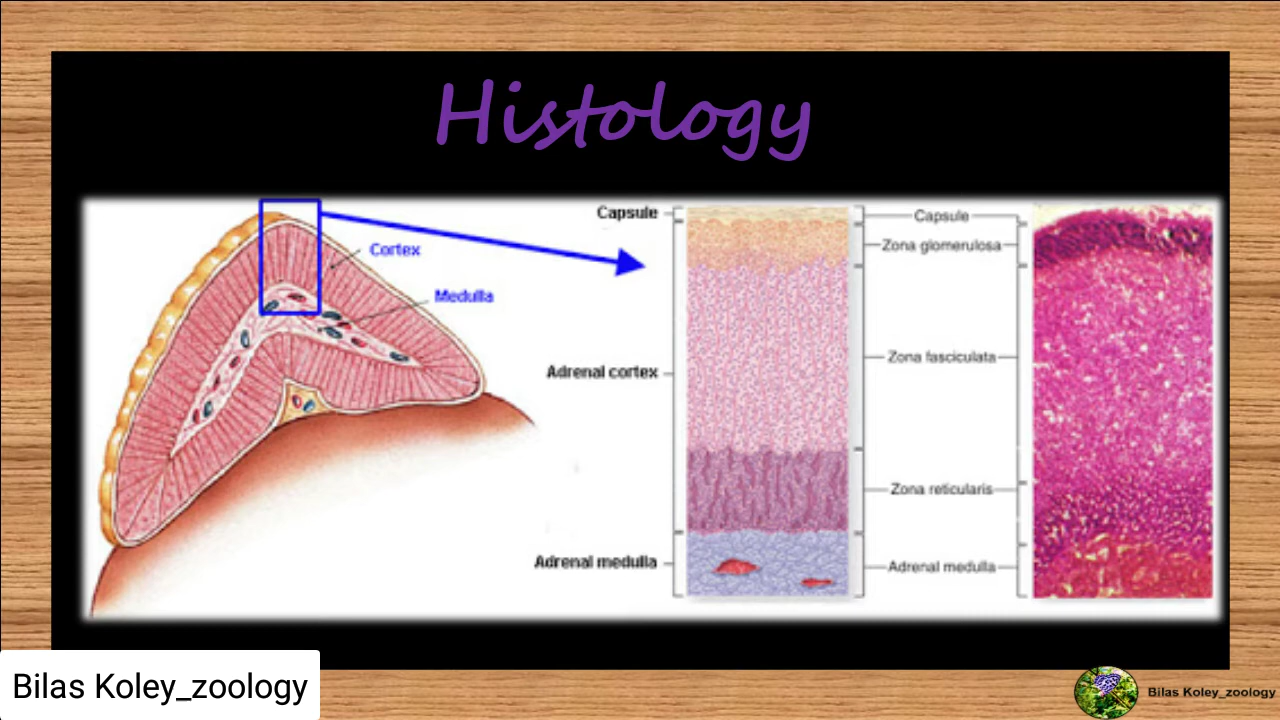 Histology
Cortex
Medulla
Capsule
Adrenal cortex
Adrenal medulla
Capsule
Zona glomerulosa
Zona fasciculata
Zona reticularis
Adrenal medulla
Bilas Koley_zoology
Bilas Koley_zoology